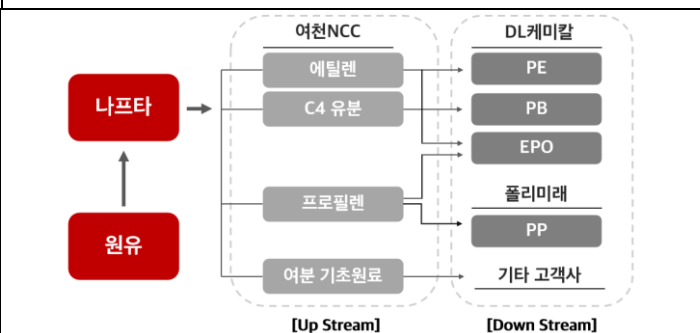 여천NCC
DL케미칼
에틸렌
PE
나프타
C4 유분
PB
EPO
폴리미래
프로필렌
PP
원유
여분 기초원료
기타 고객사
[Up Stream]
[Down Stream]